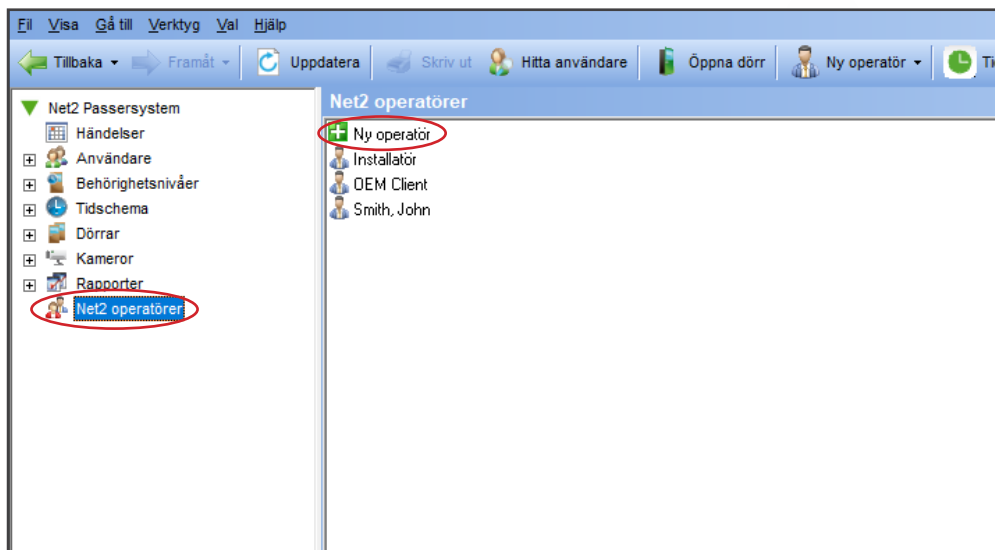 Fil Visa Gå till Verktyg Val Hjälp
Tillbaka Framåt Uppdatera Skriv ut Hitta användare Öppna dörr Ny operatör
Net2 Passersystem
Händelser
Användare
Behörighetsnivåer
Tidschema
Dörrar
Kameror
Rapporter
Net2 operatörer
Net2 operatörer
Ny operatör
Installatör
OEM Client
Smith, John